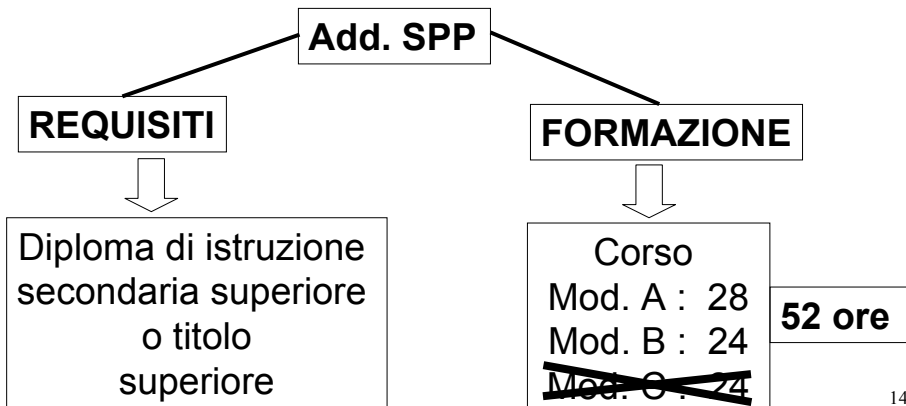 Add. SPP
REQUISITI
FORMAZIONE
Diploma di istruzione
secondaria superiore
o titolo
superiore
Corso
Mod. A : 28
Mod. B : 24
Mod. C : 24
52 ore
14